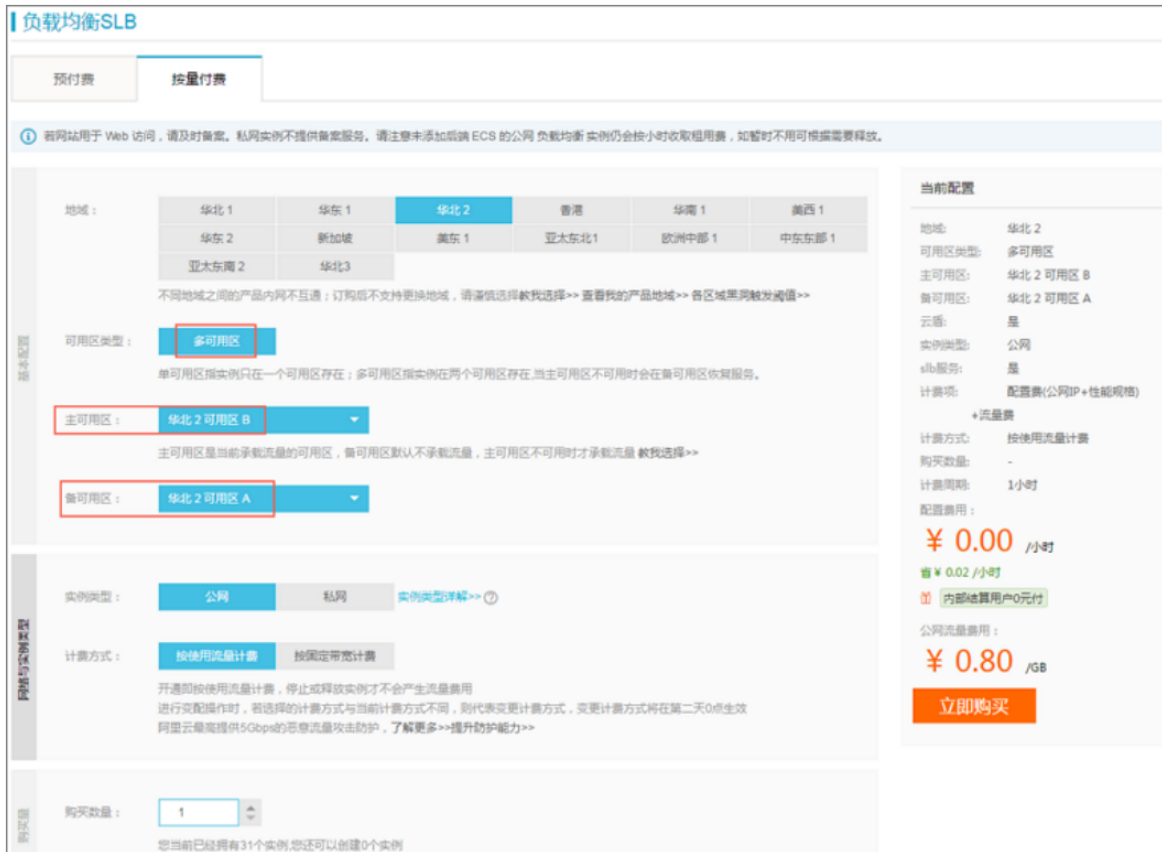 负载均衡SLB
预付费 按量付费
若网站用于 Web 访问，请及时备案。私网实例不提供备案服务。请注意未添加后端 ECS 的公网 负载均衡 实例仍会按小时收取租用费，如暂时不用可根据需要释放。
基本配置
地域：
华北 1 华东 1 华北 2 香港 华南 1 美西 1
华东 2 新加坡 美东 1 亚太东北1 欧洲中部 1 中东东部 1
亚太东南 2 华北3
不同地域之间的产品内网不互通；订购后不支持更换地域，请谨慎选择教我选择>> 查看我的产品地域>> 各区域黑洞触发阈值>>
可用区类型： 多可用区
单可用区指实例只在一个可用区存在；多可用区指实例在两个可用区存在,当主可用区不可用时会在备可用区恢复服务。
主可用区： 华北 2 可用区 B
主可用区是当前承载流量的可用区，备可用区默认不承载流量，主可用区不可用时才承载流量 教我选择>>
备可用区： 华北 2 可用区 A
网络与实例类型
实例类型： 公网 私网 实例类型详解>> ?
计费方式： 按使用流量计费 按固定带宽计费
开通即按使用流量计费，停止或释放实例才不会产生流量费用
进行变配操作时，若选择的计费方式与当前计费方式不同，则代表变更计费方式，变更计费方式将在第二天0点生效
阿里云最高提供5Gbps的恶意流量攻击防护，了解更多>>提升防护能力>>
购买量
购买数量： 1
您当前已经拥有31个实例,您还可以创建0个实例
当前配置
地域: 华北 2
可用区类型: 多可用区
主可用区: 华北 2 可用区 B
备可用区: 华北 2 可用区 A
云盾: 是
实例类型: 公网
slb服务: 是
计费项: 配置费(公网IP+性能规格)
+流量费
计费方式: 按使用流量计费
购买数量: -
计费周期: 1小时
配置费用：
¥ 0.00 /小时
省¥ 0.02 /小时
内部结算用户0元付
公网流量费用：
¥ 0.80 /GB
立即购买